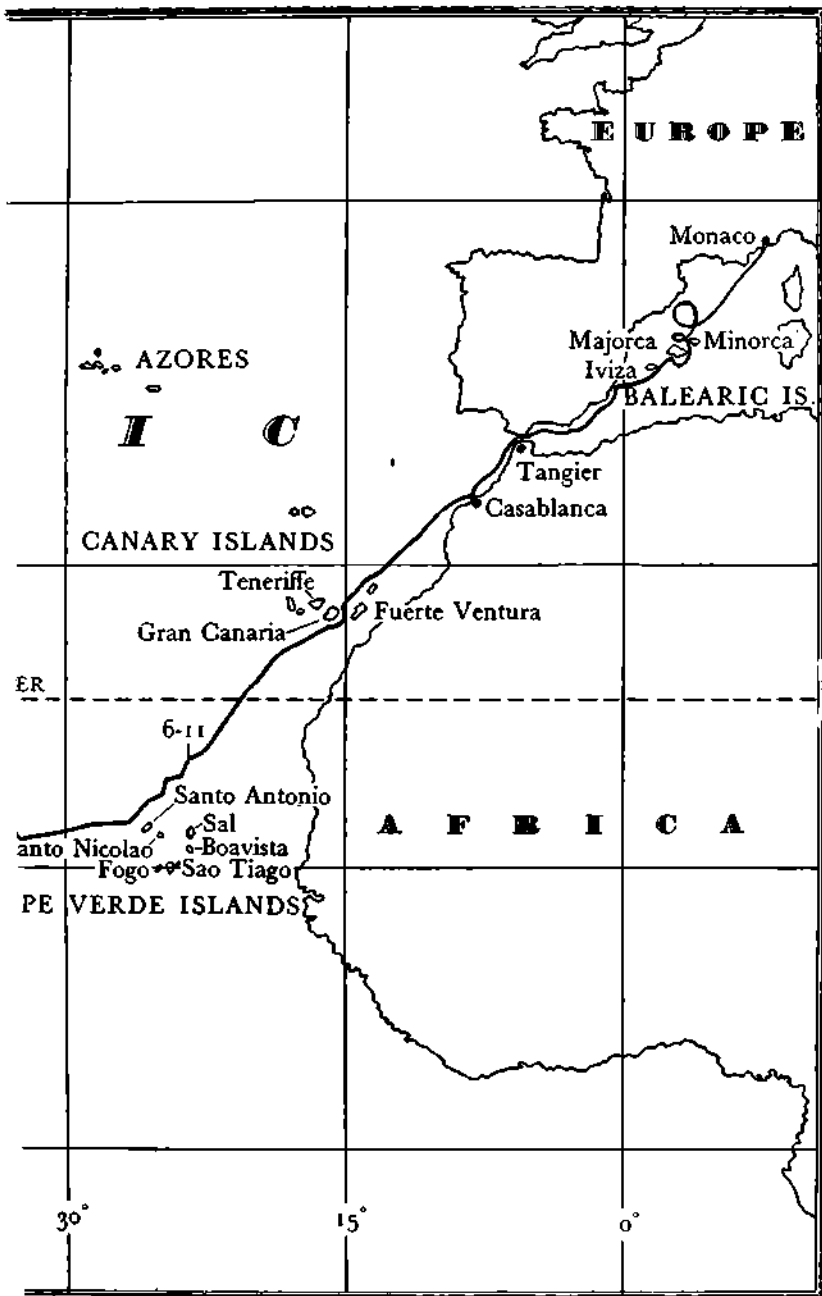 EUROPE
Monaco
Majorca
Minorca
Iviza
BALEARIC IS.
AZORES
I C
Tangier
Casablanca
CANARY ISLANDS
Teneriffe
Fuerte Ventura
Gran Canaria
ER
6-11
Santo Antonio
Sal
AFRICA
anto Nicolao
Boavista
Fogo
Sao Tiago
PE VERDE ISLANDS
30°
15°
0°